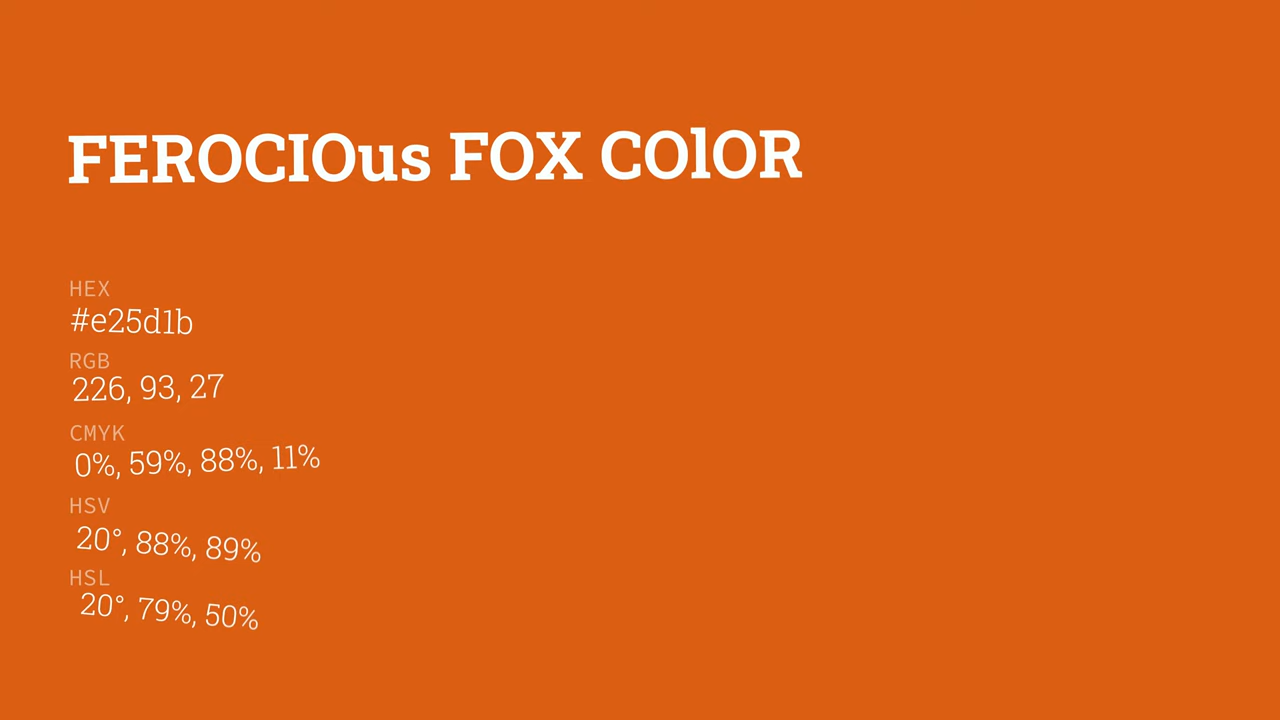 FEROCIOus FOX COlOR
HEX
#e25d1b
RGB
226, 93, 27
CMYK
0%, 59%, 88%, 11%
HSV
20°, 88%, 89%
HSL
20°, 79%, 50%